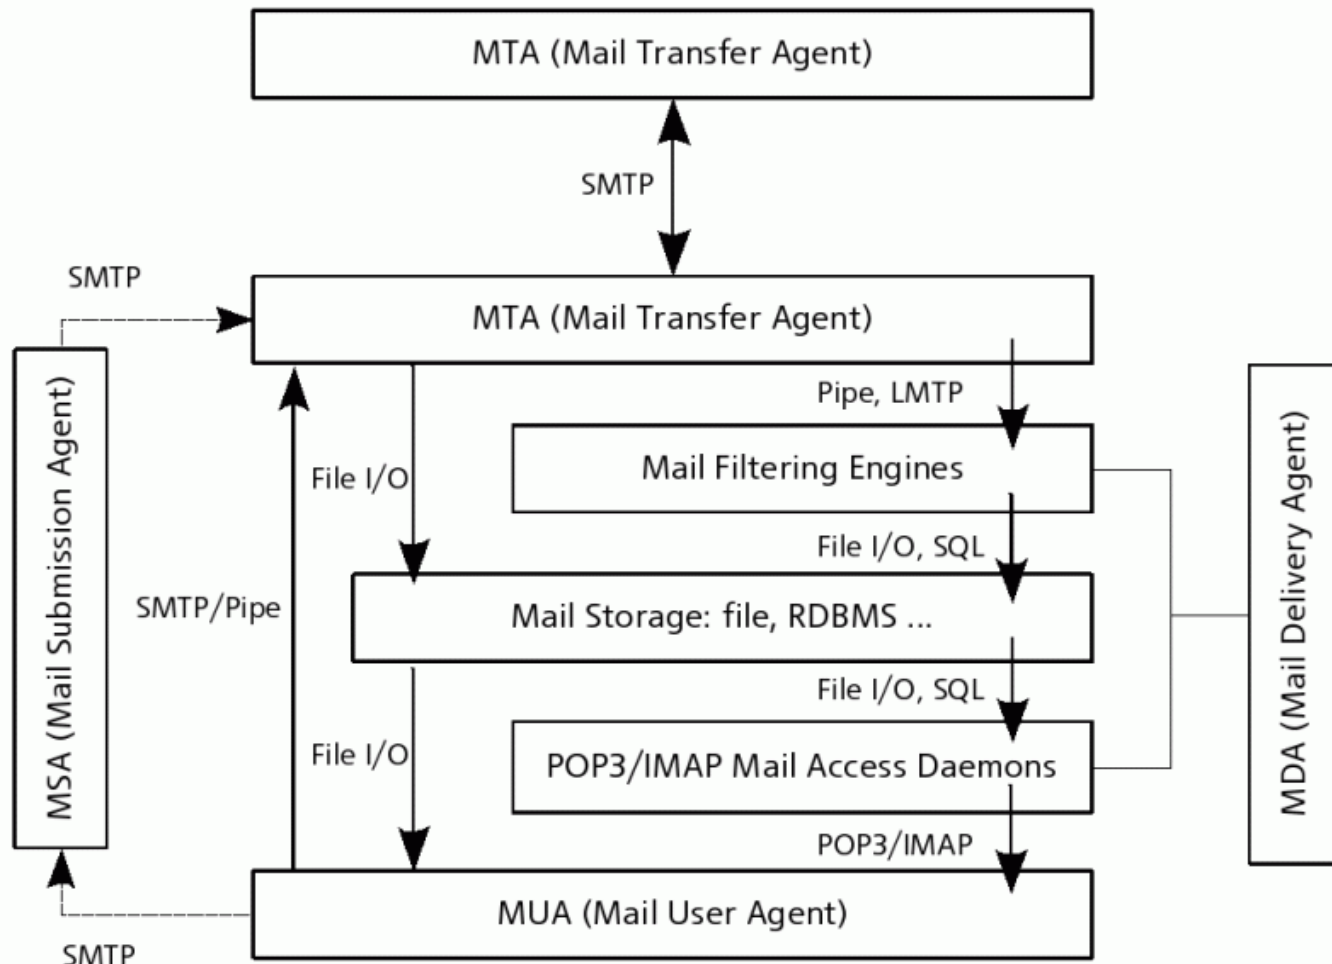 MTA (Mail Transfer Agent)
SMTP
SMTP
MTA (Mail Transfer Agent)
Pipe, LMTP
MSA (Mail Submission Agent)
Mail Filtering Engines
File I/O
File I/O, SQL
SMTP/Pipe
Mail Storage: file, RDBMS ...
MDA (Mail Delivery Agent)
File I/O, SQL
File I/O
POP3/IMAP Mail Access Daemons
POP3/IMAP
MUA (Mail User Agent)
SMTP